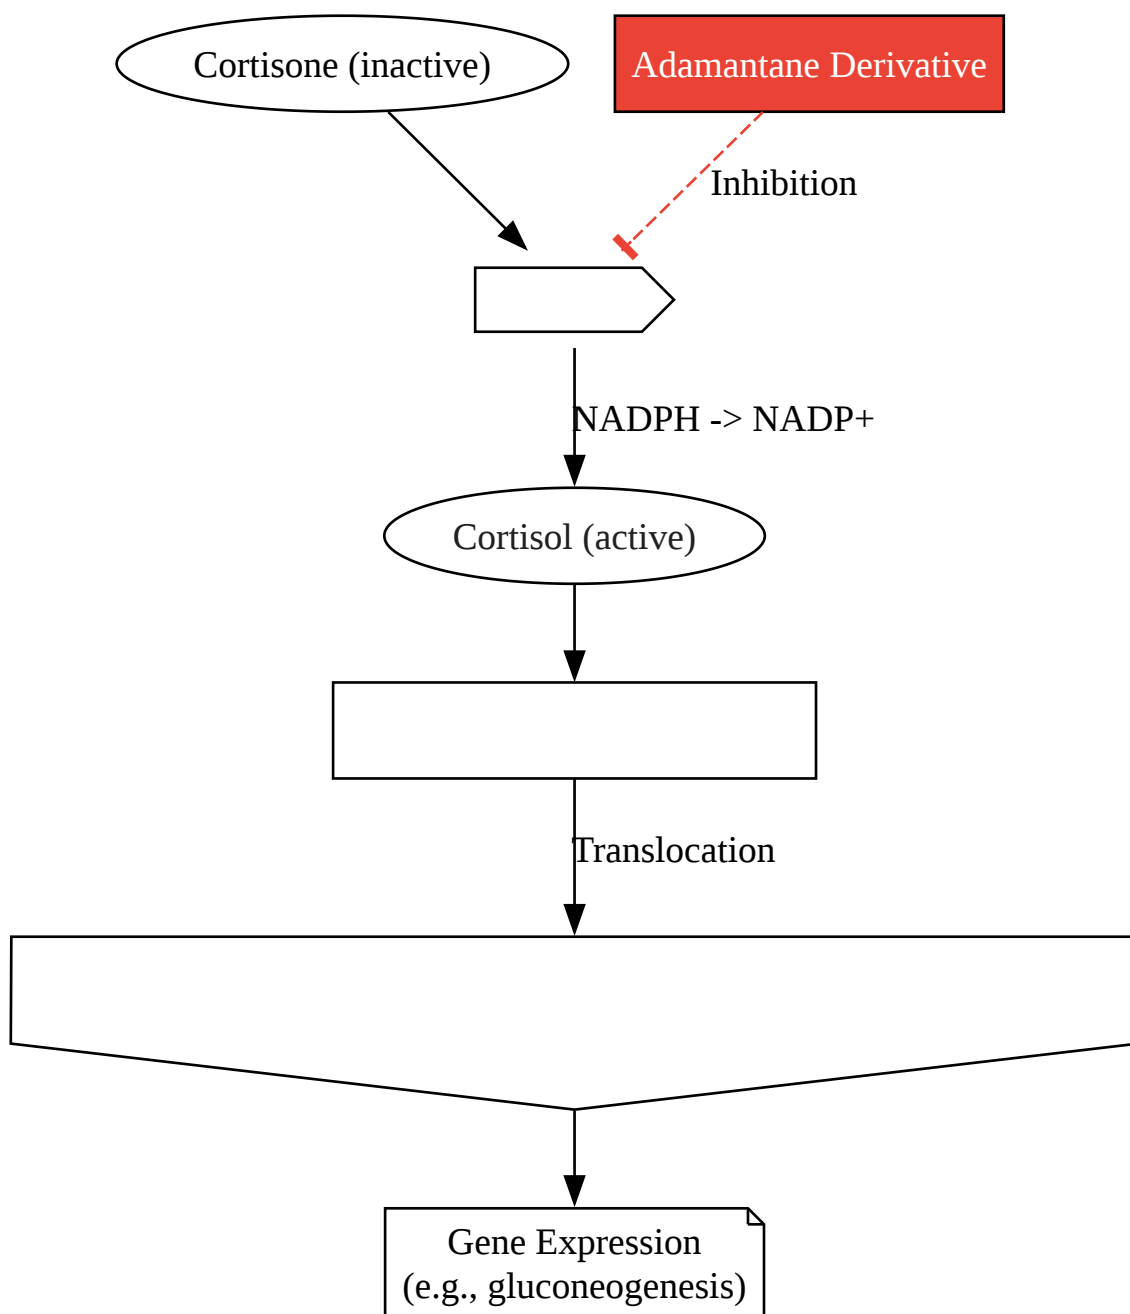 Cortisone (inactive)
Adamantane Derivative
Inhibition
NADPH -> NADP+
Cortisol (active)
Translocation
Gene Expression
(e.g., gluconeogenesis)